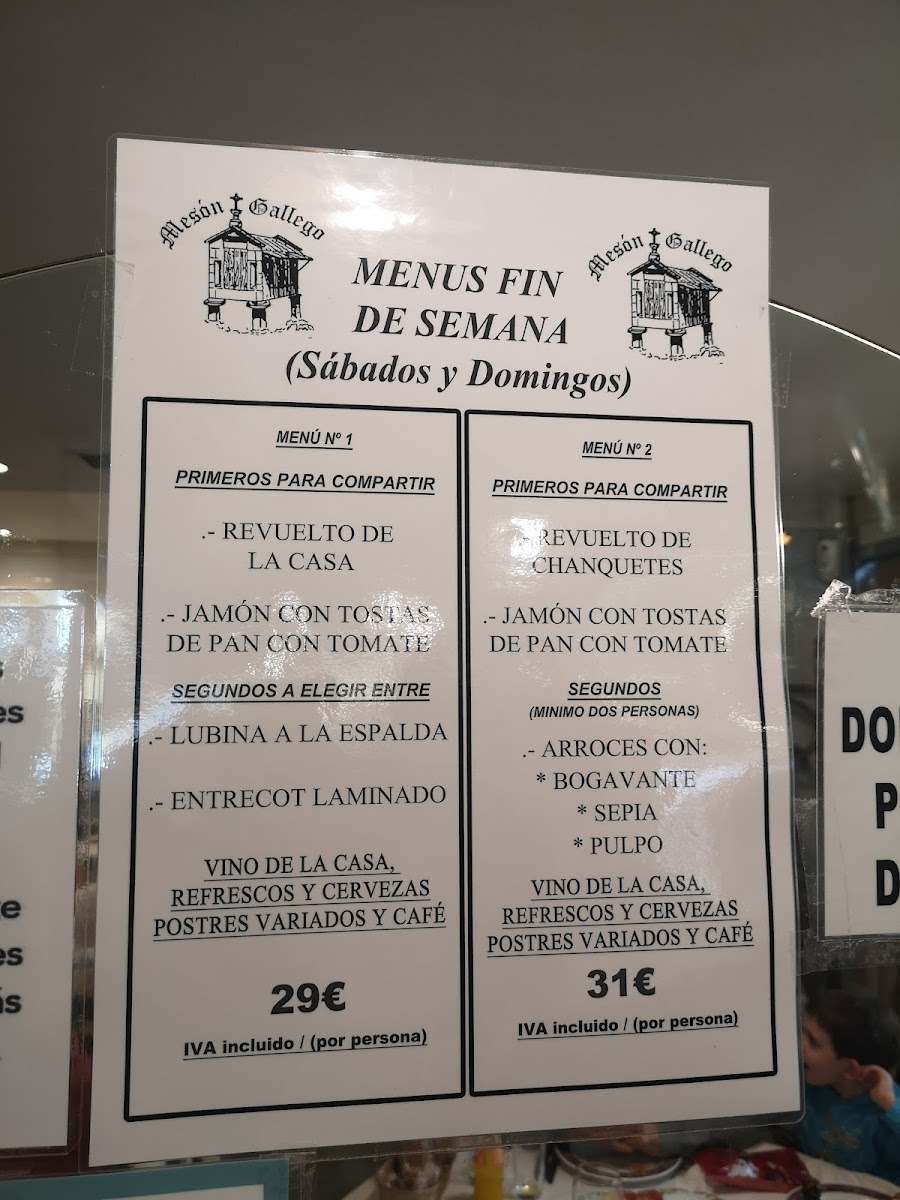 Mesón Gallego
Mesón Gallego
MENUS FIN
DE SEMANA
(Sábados y Domingos)
MENÚ Nº 1
PRIMEROS PARA COMPARTIR
.- REVUELTO DE
LA CASA
.- JAMÓN CON TOSTAS
DE PAN CON TOMATE
SEGUNDOS A ELEGIR ENTRE
.- LUBINA A LA ESPALDA
.- ENTRECOT LAMINADO
VINO DE LA CASA,
REFRESCOS Y CERVEZAS
POSTRES VARIADOS Y CAFÉ
29€
IVA incluido / (por persona)
MENÚ Nº 2
PRIMEROS PARA COMPARTIR
.- REVUELTO DE
CHANQUETES
.- JAMÓN CON TOSTAS
DE PAN CON TOMATE
SEGUNDOS
(MINIMO DOS PERSONAS)
.- ARROCES CON:
* BOGAVANTE
* SEPIA
* PULPO
VINO DE LA CASA,
REFRESCOS Y CERVEZAS
POSTRES VARIADOS Y CAFÉ
31€
IVA incluido / (por persona)